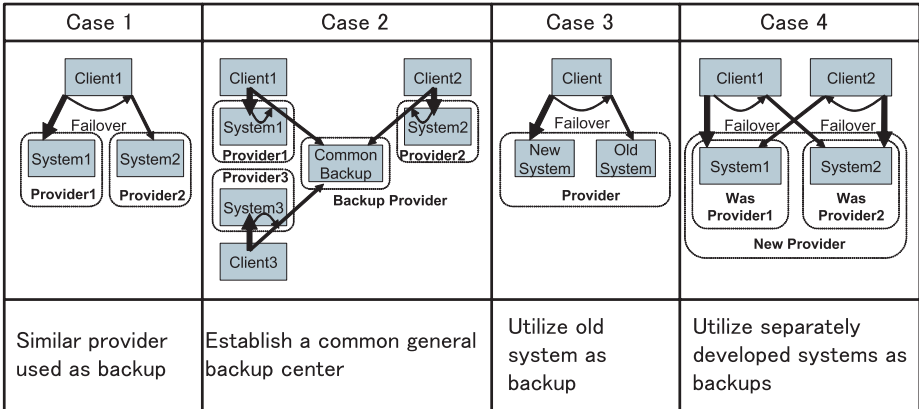 Case 1
Case 2
Case 3
Case 4
Client1
Failover
System1
System2
Provider1
Provider2
Client1
Client2
System1
System2
Provider1
Common
Backup
Provider2
Provider3
Backup Provider
System3
Client3
Client
Failover
New
System
Old
System
Provider
Client1
Client2
Failover
Failover
System1
System2
Was
Provider1
Was
Provider2
New Provider
Similar provider
used as backup
Establish a common general
backup center
Utilize old
system as
backup
Utilize separately
developed systems as
backups